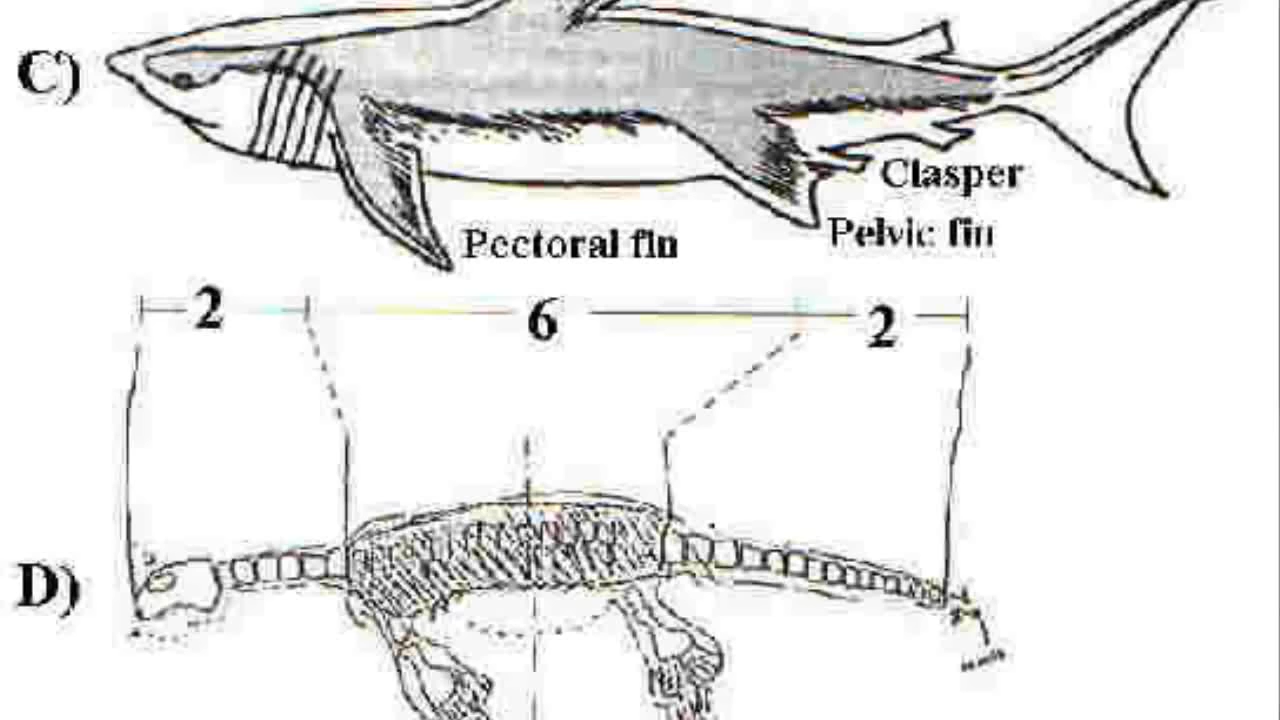 C)
Clasper
Pelvic fin
Pectoral fin
2 6 2
D)